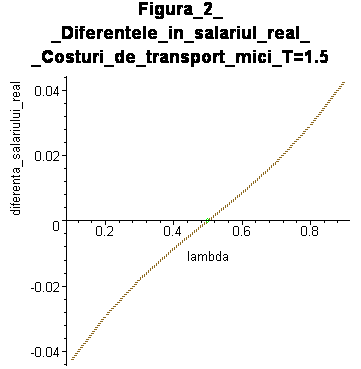 Figura_2_
_Diferentele_in_salariul_real_
_Costuri_de_transport_mici_T=1.5
diferenta_salariului_real
0.04
0.02
0
0.2
0.4
0.6
0.8
lambda
-0.02
-0.04